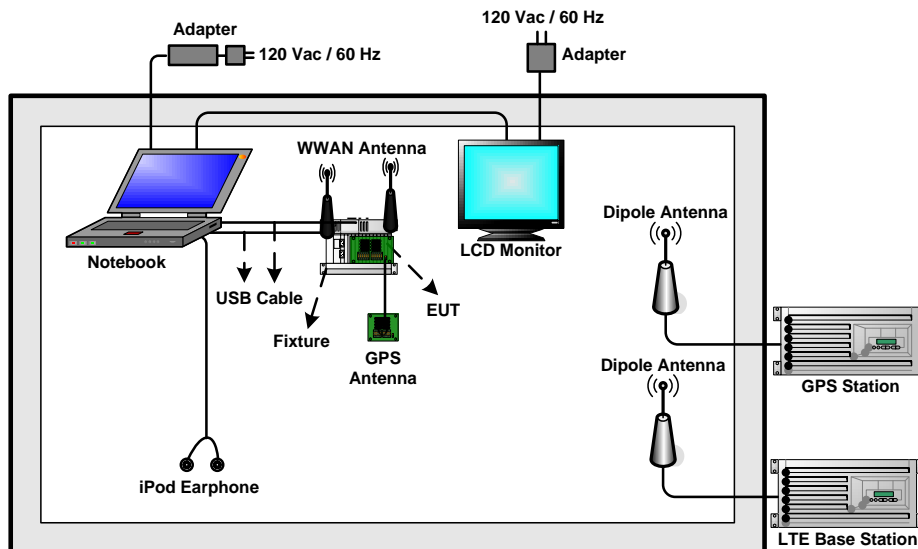 Adapter
120 Vac / 60 Hz
120 Vac / 60 Hz
Adapter
WWAN Antenna
Notebook
LCD Monitor
Dipole Antenna
USB Cable
EUT
Fixture
GPS
Antenna
Dipole Antenna
GPS Station
iPod Earphone
LTE Base Station